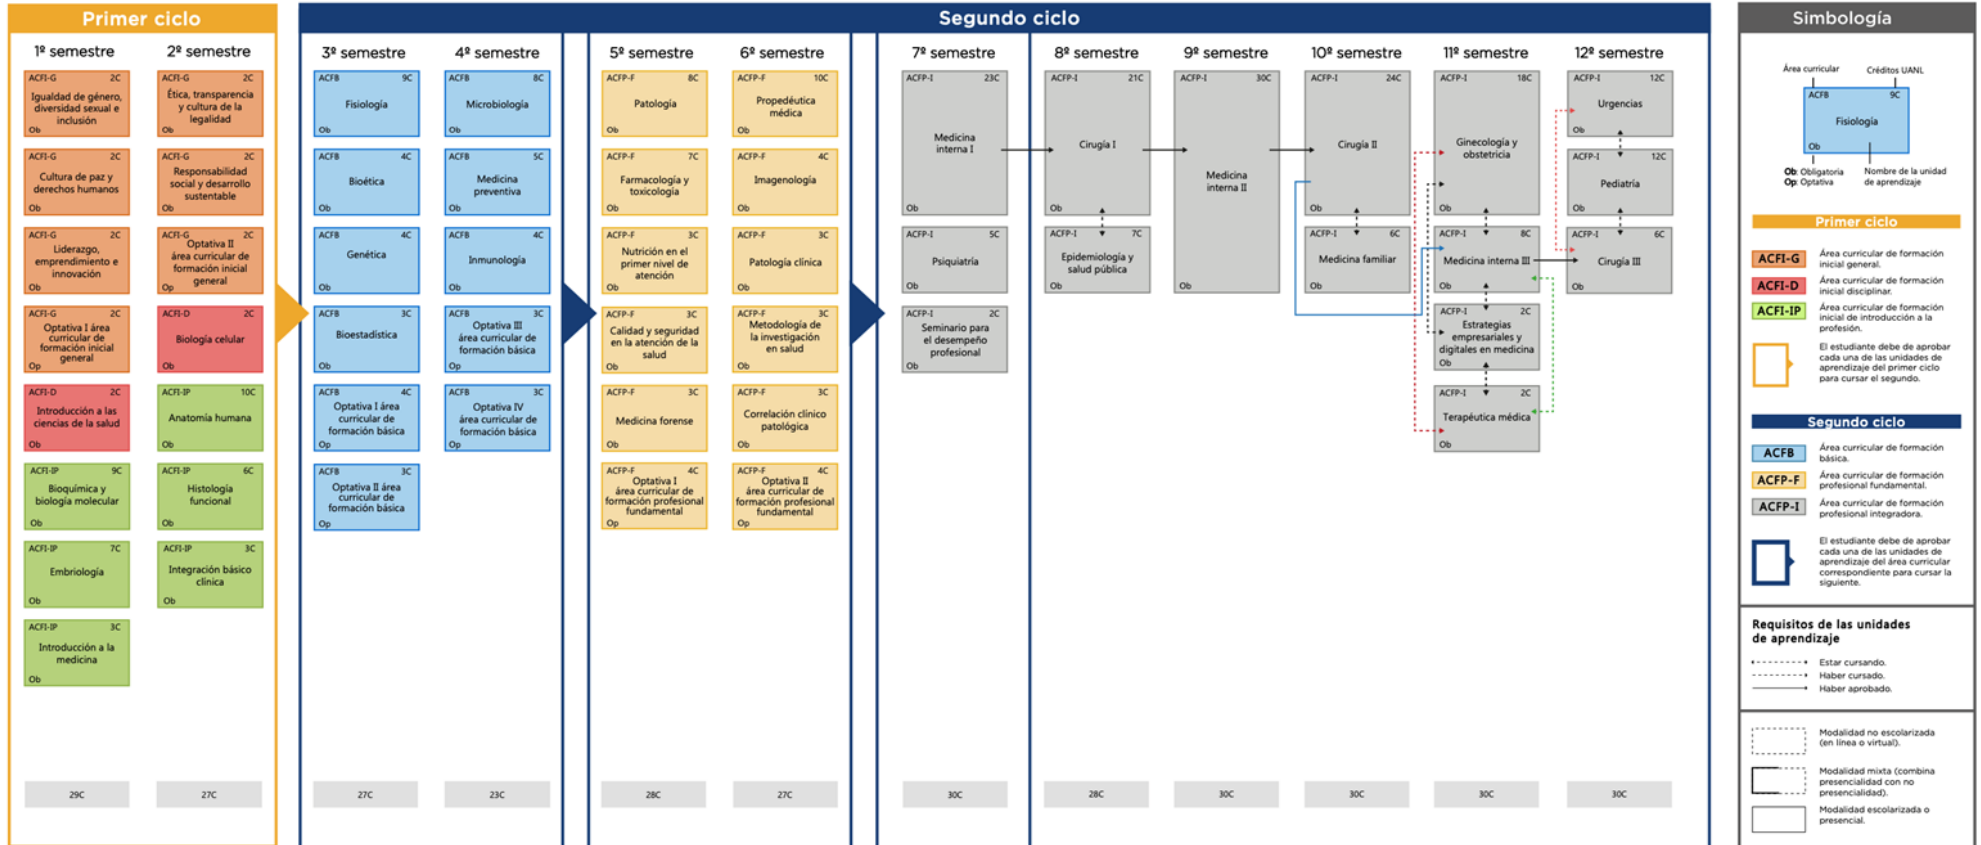 Primer ciclo
1º semestre
2º semestre
ACFI-G 2C
Igualdad de género,
diversidad sexual e
inclusión
Ob
ACFI-G 2C
Cultura de paz y
derechos humanos
Ob
ACFI-G 2C
Liderazgo,
emprendimiento e
innovación
Ob
ACFI-G 2C
Optativa I área
curricular de
formación inicial
general
Op
ACFI-D 2C
Introducción a las
ciencias de la salud
Ob
ACFI-IP 9C
Bioquímica y
biología molecular
Ob
ACFI-IP 7C
Embriología
Ob
ACFI-IP 3C
Introducción a la
medicina
Ob
29C
ACFI-G 2C
Ética, transparencia
y cultura de la
legalidad
Ob
ACFI-G 2C
Responsabilidad
social y desarrollo
sustentable
Ob
ACFI-G 2C
Optativa II
área curricular de
formación inicial
general
Op
ACFI-D 2C
Biología celular
Ob
ACFI-IP 10C
Anatomía humana
Ob
ACFI-IP 6C
Histología
funcional
Ob
ACFI-IP 3C
Integración básico
clínica
Ob
27C
Segundo ciclo
3º semestre
4º semestre
5º semestre
6º semestre
7º semestre
8º semestre
9º semestre
10º semestre
11º semestre
12º semestre
ACFB 9C
Fisiología
Ob
ACFB 4C
Bioética
Ob
ACFB 4C
Genética
Ob
ACFB 3C
Bioestadística
Ob
ACFB 4C
Optativa I área
curricular de
formación básica
Op
ACFB 3C
Optativa II área
curricular de
formación básica
Op
27C
ACFB 8C
Microbiología
Ob
ACFB 5C
Medicina
preventiva
Ob
ACFB 4C
Inmunología
Ob
ACFB 3C
Optativa III
área curricular de
formación básica
Op
ACFB 3C
Optativa IV
área curricular de
formación básica
Op
23C
ACFP-F 8C
Patología
Ob
ACFP-F 7C
Farmacología y
toxicología
Ob
ACFP-F 3C
Nutrición en el
primer nivel de
atención
Ob
ACFP-F 3C
Calidad y seguridad
en la atención de la
salud
Ob
ACFP-F 3C
Medicina forense
Ob
ACFP-F 4C
Optativa I
área curricular de
formación profesional
fundamental
Op
28C
ACFP-F 10C
Propedéutica
médica
Ob
ACFP-F 4C
Imagenología
Ob
ACFP-F 3C
Patología clínica
Ob
ACFP-F 3C
Metodología de
la investigación
en salud
Ob
ACFP-F 3C
Correlación clínico
patológica
Ob
ACFP-F 4C
Optativa II
área curricular de
formación profesional
fundamental
Op
27C
ACFP-I 23C
Medicina
interna I
Ob
ACFP-I 5C
Psiquiatría
Ob
ACFP-I 2C
Seminario para
el desempeño
profesional
Ob
30C
ACFP-I 21C
Cirugía I
Ob
ACFP-I 7C
Epidemiología y
salud pública
Ob
28C
ACFP-I 30C
Medicina
interna II
Ob
30C
ACFP-I 24C
Cirugía II
Ob
ACFP-I 6C
Medicina familiar
Ob
30C
ACFP-I 18C
Ginecología y
obstetricia
Ob
ACFP-I 8C
Medicina interna III
Ob
ACFP-I 2C
Estrategias
empresariales y
digitales en medicina
Ob
ACFP-I 2C
Terapéutica médica
Ob
30C
ACFP-I 12C
Urgencias
Ob
ACFP-I 12C
Pediatría
Ob
ACFP-I 6C
Cirugía III
Ob
30C
Simbología
Área curricular
Créditos UANL
ACFB 9C
Fisiología
Ob
Ob: Obligatoria
Op: Optativa
Nombre de la unidad
de aprendizaje
Primer ciclo
ACFI-G
Área curricular de formación
inicial general.
ACFI-D
Área curricular de formación
inicial disciplinar.
ACFI-IP
Área curricular de formación
inicial de introducción a la
profesión.
El estudiante debe de aprobar
cada una de las unidades de
aprendizaje del primer ciclo
para cursar el segundo.
Segundo ciclo
ACFB
Área curricular de formación
básica.
ACFP-F
Área curricular de formación
profesional fundamental.
ACFP-I
Área curricular de formación
profesional integradora.
El estudiante debe de aprobar
cada una de las unidades de
aprendizaje del área curricular
correspondiente para cursar la
siguiente.
Requisitos de las unidades
de aprendizaje
Estar cursando.
Haber cursado.
Haber aprobado.
Modalidad no escolarizada
(en línea o virtual).
Modalidad mixta (combina
presencialidad con no
presencialidad).
Modalidad escolarizada o
presencial.